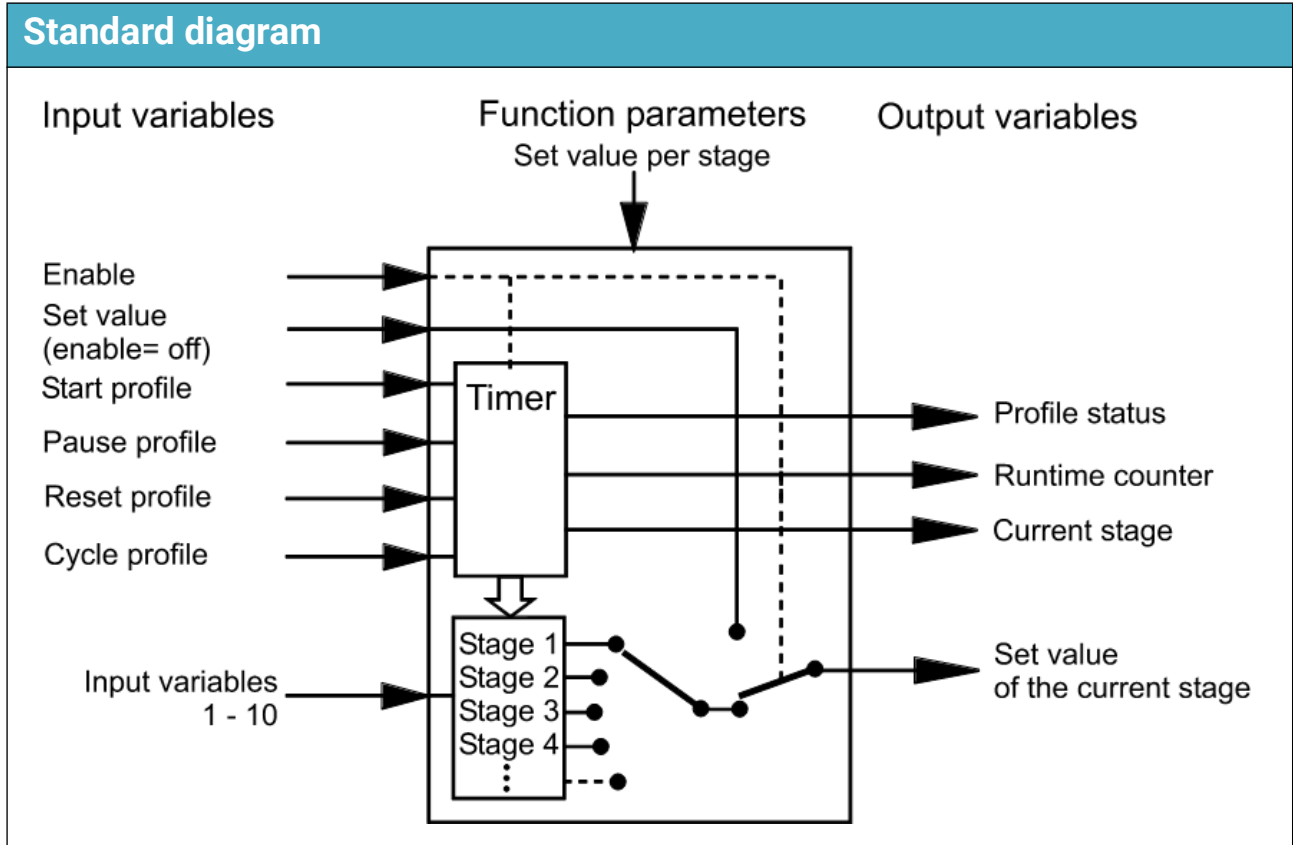 Standard diagram
Input variables
Function parameters
Output variables
Set value per stage
Enable
Set value
(enable= off)
Start profile
Pause profile
Reset profile
Cycle profile
Input variables
1 - 10
Timer
Stage 1
Stage 2
Stage 3
Stage 4
Profile status
Runtime counter
Current stage
Set value
of the current stage